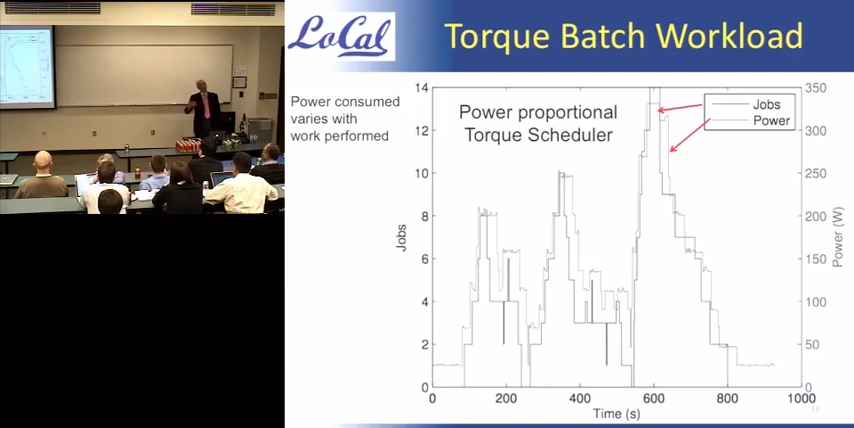 LoCal
Torque Batch Workload
Power consumed
varies with
work performed
Power proportional
Torque Scheduler
Jobs
Power
14
12
10
8
6
4
2
0
Jobs
350
300
250
200
150
100
50
0
Power (W)
0
200
400
600
800
1000
Time (s)